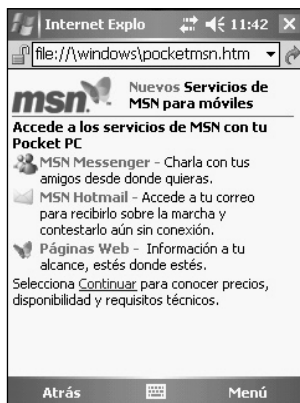 Internet Explo 11:42
file://\windows\pocketmsn.htm
msn. Nuevos Servicios de
MSN para móviles
Accede a los servicios de MSN con tu
Pocket PC
MSN Messenger - Charla con tus
amigos desde donde quieras.
MSN Hotmail - Accede a tu correo
para recibirlo sobre la marcha y
contestarlo aún sin conexión.
Páginas Web - Información a tu
alcance, estés donde estés.
Selecciona Continuar para conocer precios,
disponibilidad y requisitos técnicos.
Atrás Menú